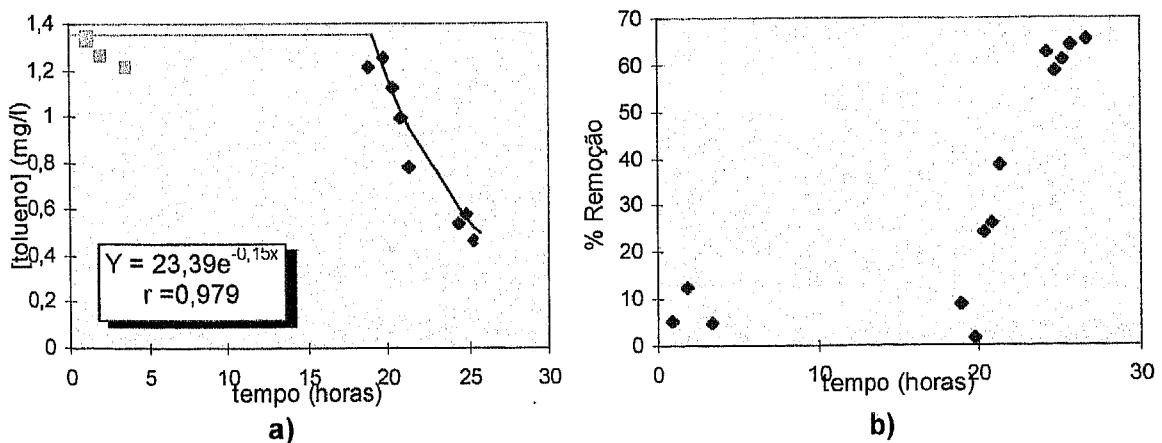 [tolueno] (mg/l)
1,4
1,2
1
0,8
0,6
0,4
0,2
0
Y = 23,39e^-0,15x
r =0,979
0 5 10 15 20 25 30
tempo (horas)
a)
% Remoção
70
60
50
40
30
20
10
0
0 10 20 30
tempo (horas)
b)